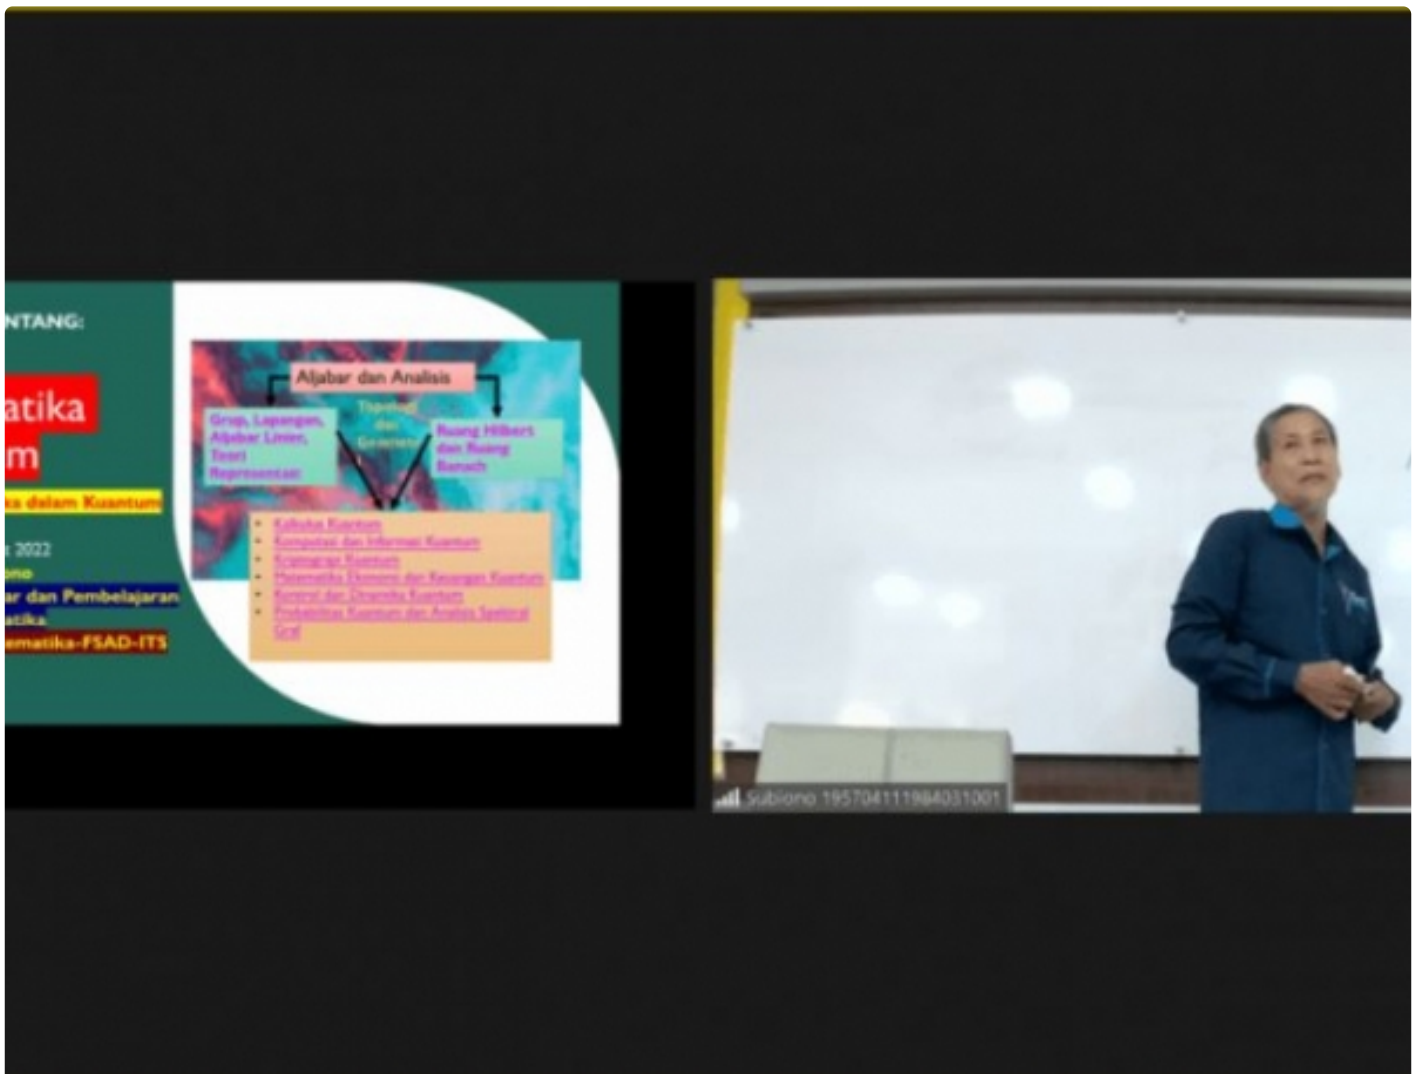 NTANG:
atika
m
ka dalam Kuantum
t 2022
ono
ar dan Pembelajaran
atika
ematika-FSAD-ITS
Aljabar dan Analisis
Grup, Lapangan,
Aljabar Linier,
Teori
Representasi
Topologi
dan
Geometri
Ruang Hilbert
dan Ruang
Banach
• Kalkulus Kuantum
• Komputasi dan Informasi Kuantum
• Kriptograpi Kuantum
• Matematika Ekonomi dan Keuangan Kuantum
• Kontrol dan Dinamika Kuantum
• Probabilitas Kuantum dan Analisis Spektral
Graf
Subiono 195704111984031001